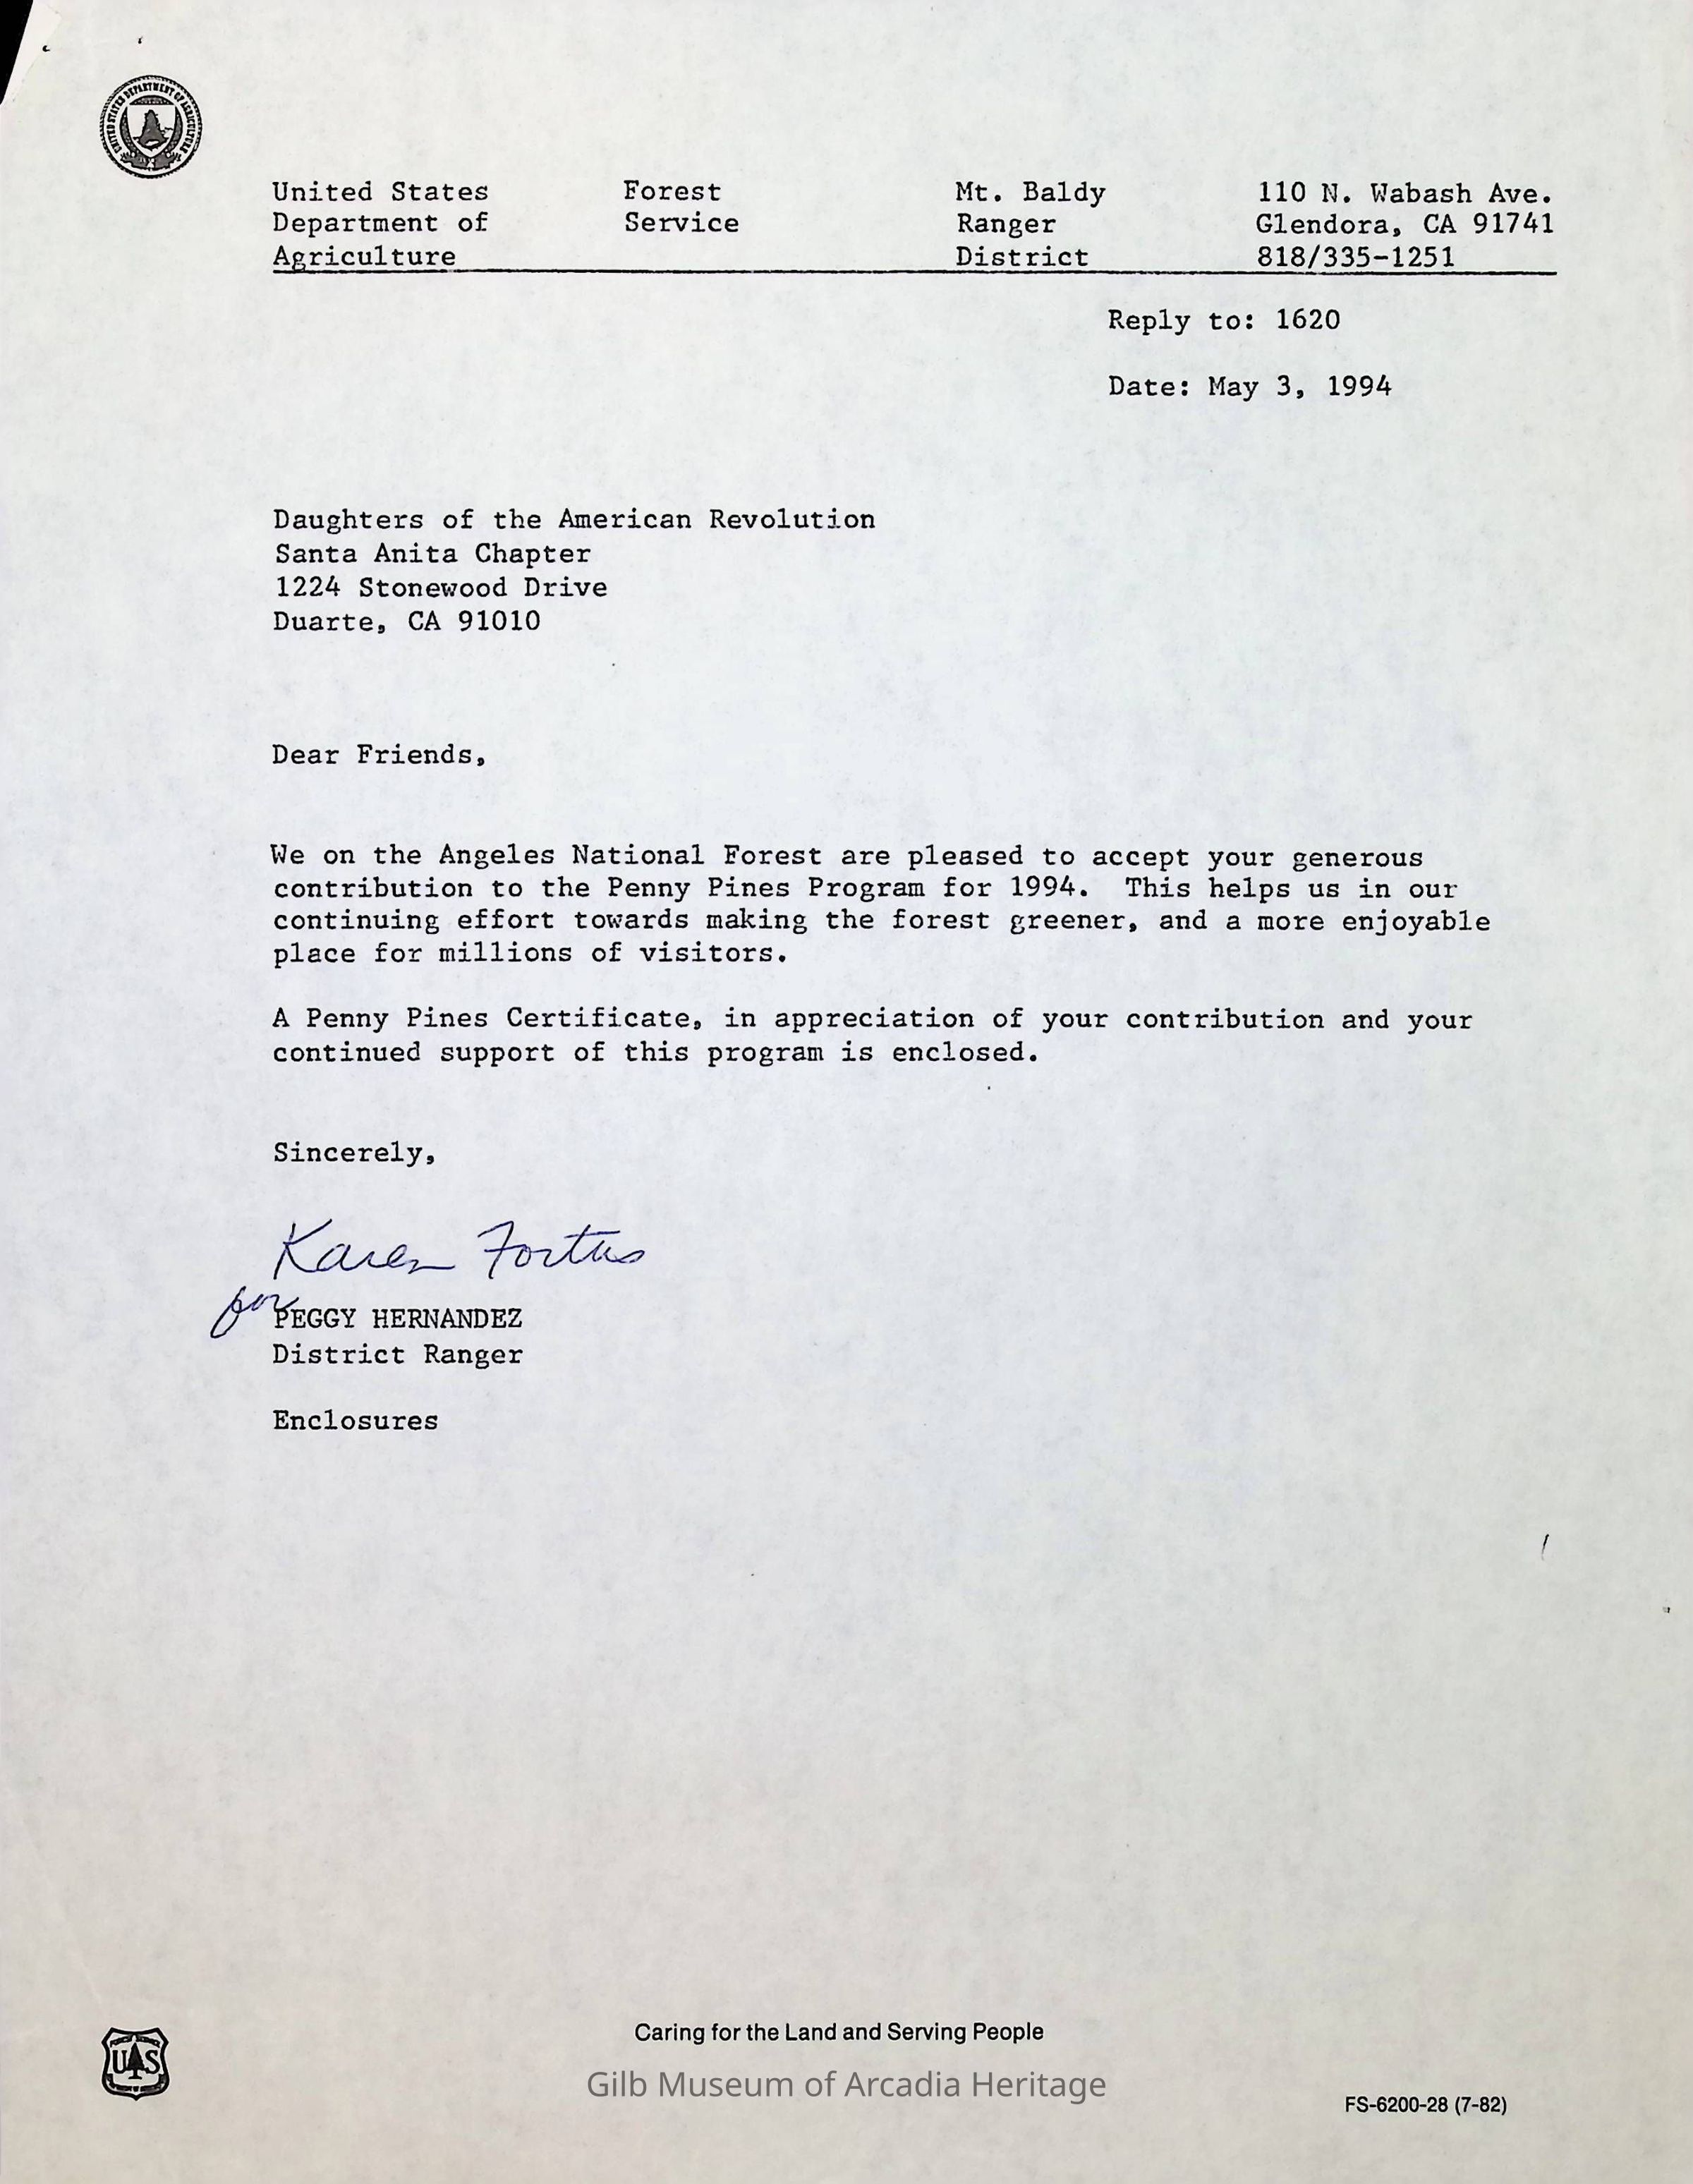 UNITED STATES DEPARTMENT OF AGRICULTURE
United States Forest Mt. Baldy 110 N. Wabash Ave.
Department of Service Ranger Glendora, CA 91741
Agriculture District 818/335-1251
Reply to: 1620
Date: May 3, 1994
Daughters of the American Revolution
Santa Anita Chapter
1224 Stonewood Drive
Duarte, CA 91010
Dear Friends,
We on the Angeles National Forest are pleased to accept your generous
contribution to the Penny Pines Program for 1994. This helps us in our
continuing effort towards making the forest greener, and a more enjoyable
place for millions of visitors.
A Penny Pines Certificate, in appreciation of your contribution and your
continued support of this program is enclosed.
Sincerely,
Karen
for PEGGY HERNANDEZ
District Ranger
Enclosures
Caring for the Land and Serving People
UAS
Gilb Museum of Arcadia Heritage
FS-6200-28 (7-82)